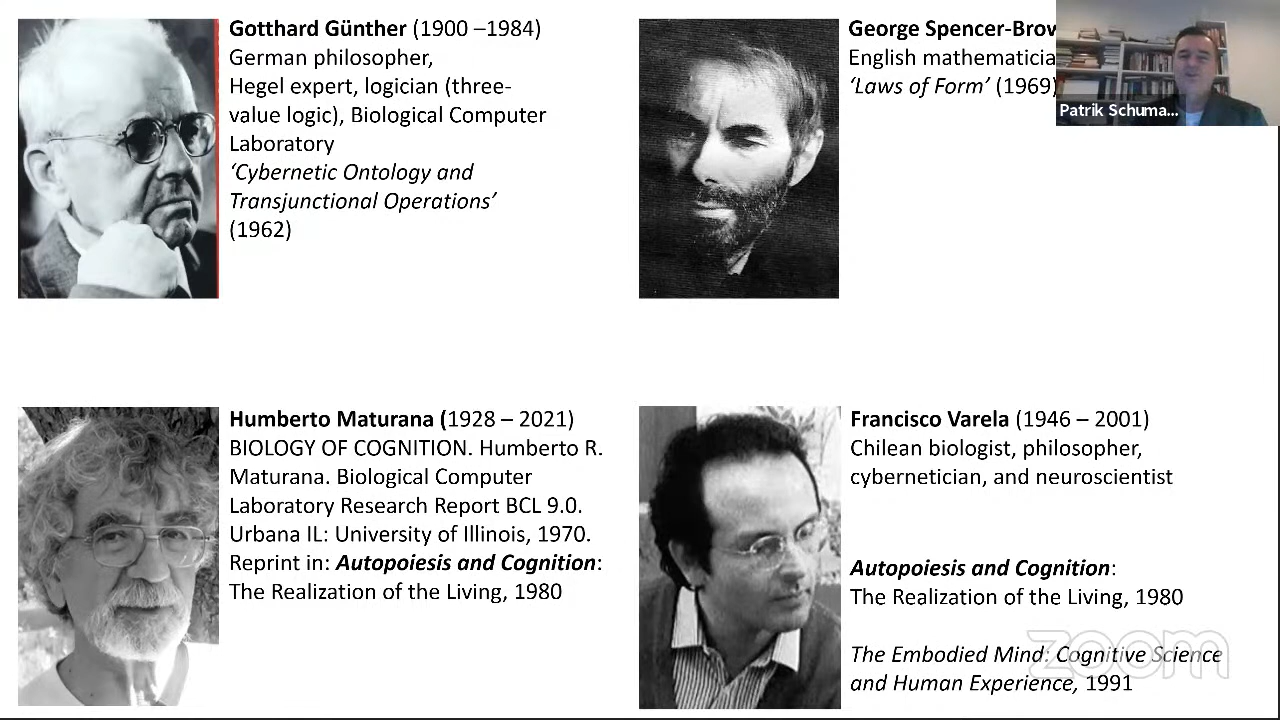 Gotthard Günther (1900 –1984)
German philosopher,
Hegel expert, logician (three-
value logic), Biological Computer
Laboratory
‘Cybernetic Ontology and
Transjunctional Operations’
(1962)
George Spencer-Brow
English mathematicia
‘Laws of Form’ (1969)
Patrik Schuma...
Humberto Maturana (1928 – 2021)
BIOLOGY OF COGNITION. Humberto R.
Maturana. Biological Computer
Laboratory Research Report BCL 9.0.
Urbana IL: University of Illinois, 1970.
Reprint in: Autopoiesis and Cognition:
The Realization of the Living, 1980
Francisco Varela (1946 – 2001)
Chilean biologist, philosopher,
cybernetician, and neuroscientist
Autopoiesis and Cognition:
The Realization of the Living, 1980
The Embodied Mind: Cognitive Science
and Human Experience, 1991
zoom